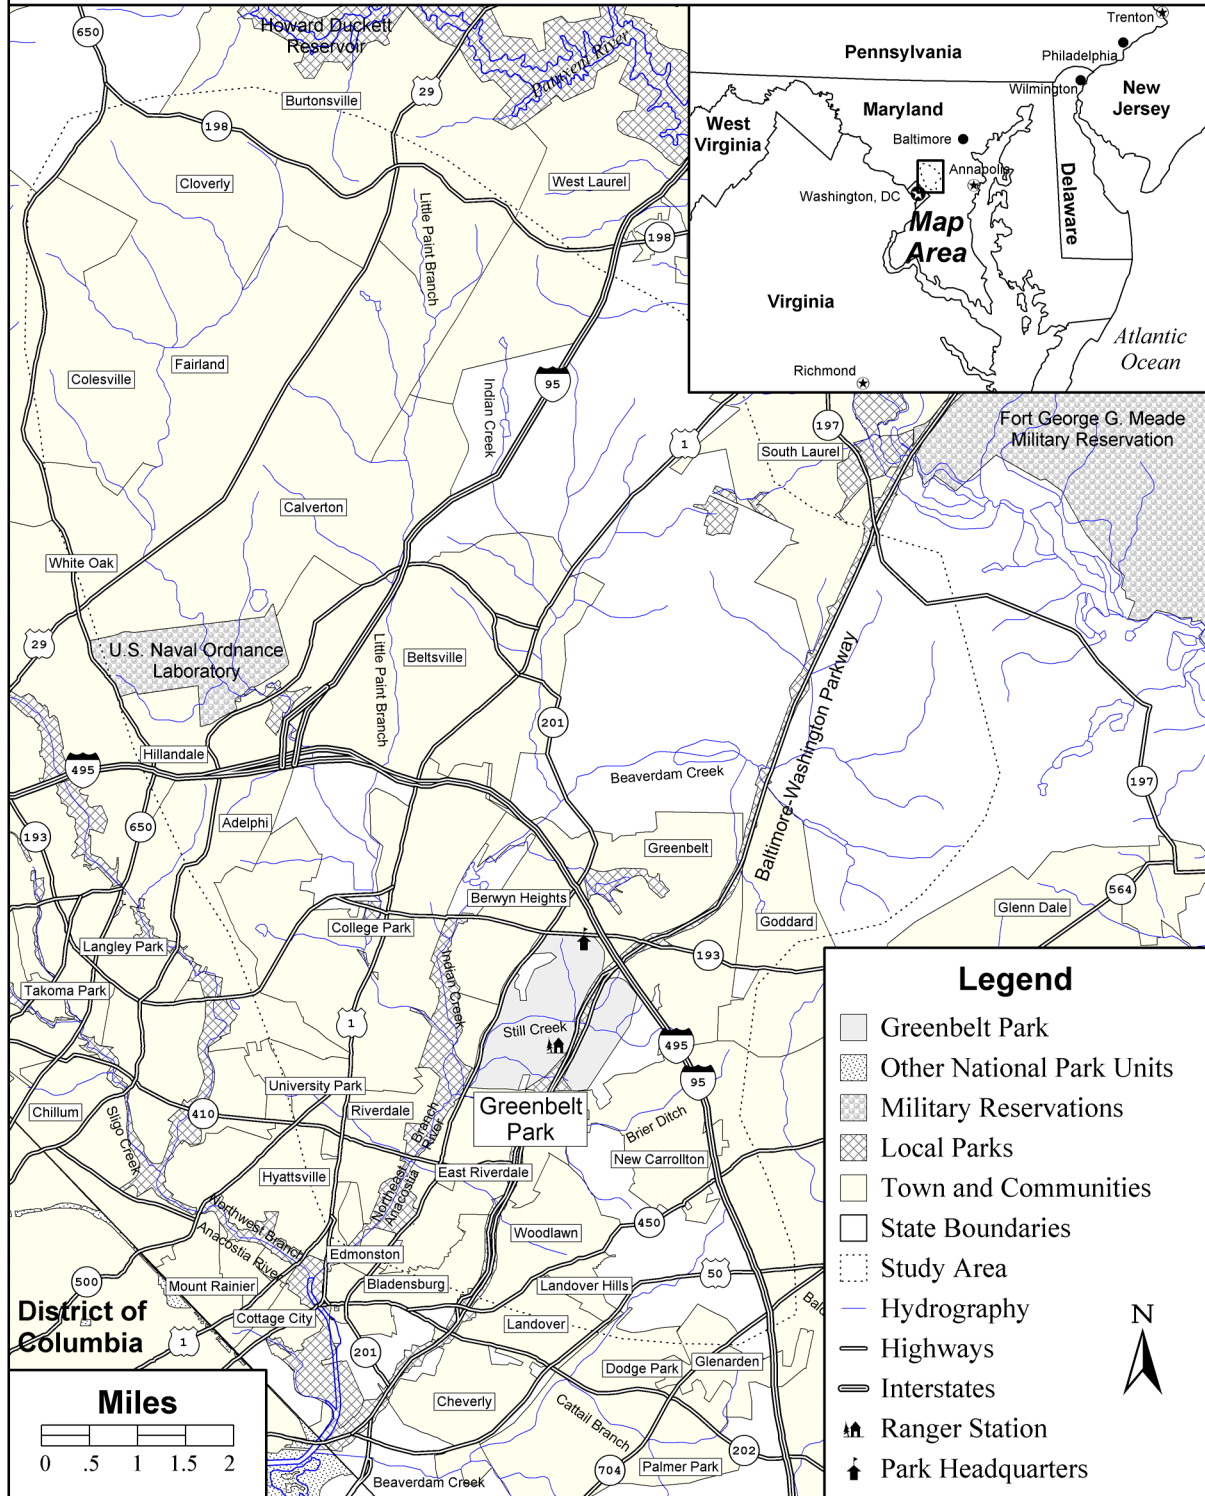 650
Howard Duckett
Reservoir
Patuxent River
29
Burtonsville
198
Cloverly
West Laurel
198
Little Paint Branch
Fairland
Colesville
Indian Creek
95
1
197
South Laurel
Fort George G. Meade
Military Reservation
Calverton
White Oak
29
U.S. Naval Ordnance
Laboratory
Little Paint Branch
Beltsville
201
Baltimore-Washington Parkway
Hillandale
495
Beaverdam Creek
197
193
650
Adelphi
Greenbelt
564
Berwyn Heights
Glenn Dale
Goddard
College Park
Langley Park
193
Indian Creek
Takoma Park
1
Still Creek
495
95
University Park
Riverdale
Chillum
410
Sligo Creek
Greenbelt
Park
Brier Ditch
Northeast Branch
Anacostia River
New Carrollton
East Riverdale
Hyattsville
Northwest Branch
Anacostia River
450
Woodlawn
Edmonston
50
500
Mount Rainier
Bladensburg
Landover Hills
District of
Columbia
Cottage City
Landover
1
201
Dodge Park
Glenarden
Cheverly
Cattail Branch
202
704
Palmer Park
Beaverdam Creek
Miles
0 .5 1 1.5 2
Trenton
Pennsylvania
Philadelphia
Wilmington
New
Jersey
Maryland
West
Virginia
Baltimore
Annapolis
Washington, DC
Delaware
Map
Area
Virginia
Atlantic
Ocean
Richmond
Legend
Greenbelt Park
Other National Park Units
Military Reservations
Local Parks
Town and Communities
State Boundaries
Study Area
Hydrography
Highways
Interstates
Ranger Station
Park Headquarters
N